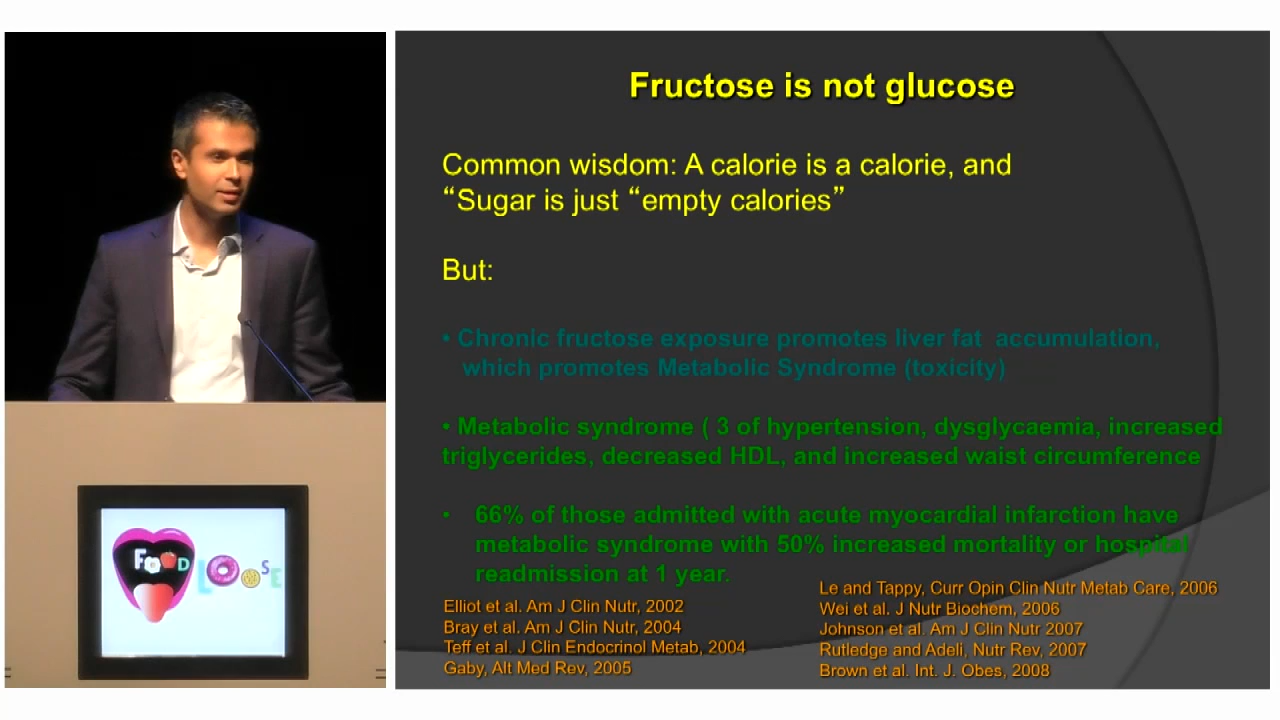 Fructose is not glucose
Common wisdom: A calorie is a calorie, and
“Sugar is just “empty calories”
But:
• Chronic fructose exposure promotes liver fat accumulation,
which promotes Metabolic Syndrome (toxicity)
• Metabolic syndrome ( 3 of hypertension, dysglycaemia, increased
triglycerides, decreased HDL, and increased waist circumference
• 66% of those admitted with acute myocardial infarction have
metabolic syndrome with 50% increased mortality or hospital
readmission at 1 year.
Elliot et al. Am J Clin Nutr, 2002
Bray et al. Am J Clin Nutr, 2004
Teff et al. J Clin Endocrinol Metab, 2004
Gaby, Alt Med Rev, 2005
Le and Tappy, Curr Opin Clin Nutr Metab Care, 2006
Wei et al. J Nutr Biochem, 2006
Johnson et al. Am J Clin Nutr 2007
Rutledge and Adeli, Nutr Rev, 2007
Brown et al. Int. J. Obes, 2008
FOOD
LOOSE